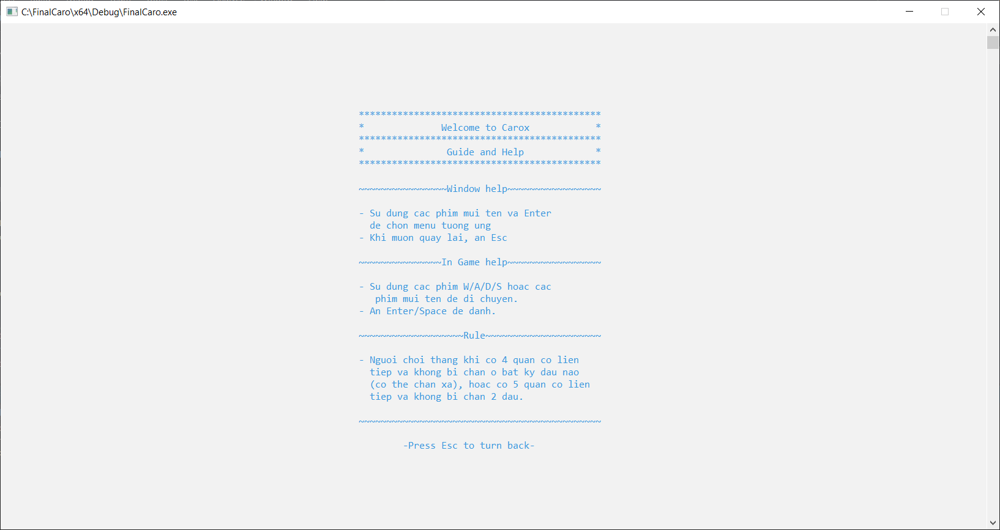 C:\FinalCaro\x64\Debug\FinalCaro.exe
********************************************
* Welcome to Carox *
********************************************
* Guide and Help *
********************************************
~~~~~~~~~~~~~~~~Window help~~~~~~~~~~~~~~~~~
- Su dung cac phim mui ten va Enter
de chon menu tuong ung
- Khi muon quay lai, an Esc
~~~~~~~~~~~~~~~In Game help~~~~~~~~~~~~~~~~~
- Su dung cac phim W/A/D/S hoac cac
phim mui ten de di chuyen.
- An Enter/Space de danh.
~~~~~~~~~~~~~~~~~~~Rule~~~~~~~~~~~~~~~~~~~~~
- Nguoi choi thang khi co 4 quan co lien
tiep va khong bi chan o bat ky dau nao
(co the chan xa), hoac co 5 quan co lien
tiep va khong bi chan 2 dau.
~~~~~~~~~~~~~~~~~~~~~~~~~~~~~~~~~~~~~~~~~~~~
-Press Esc to turn back-